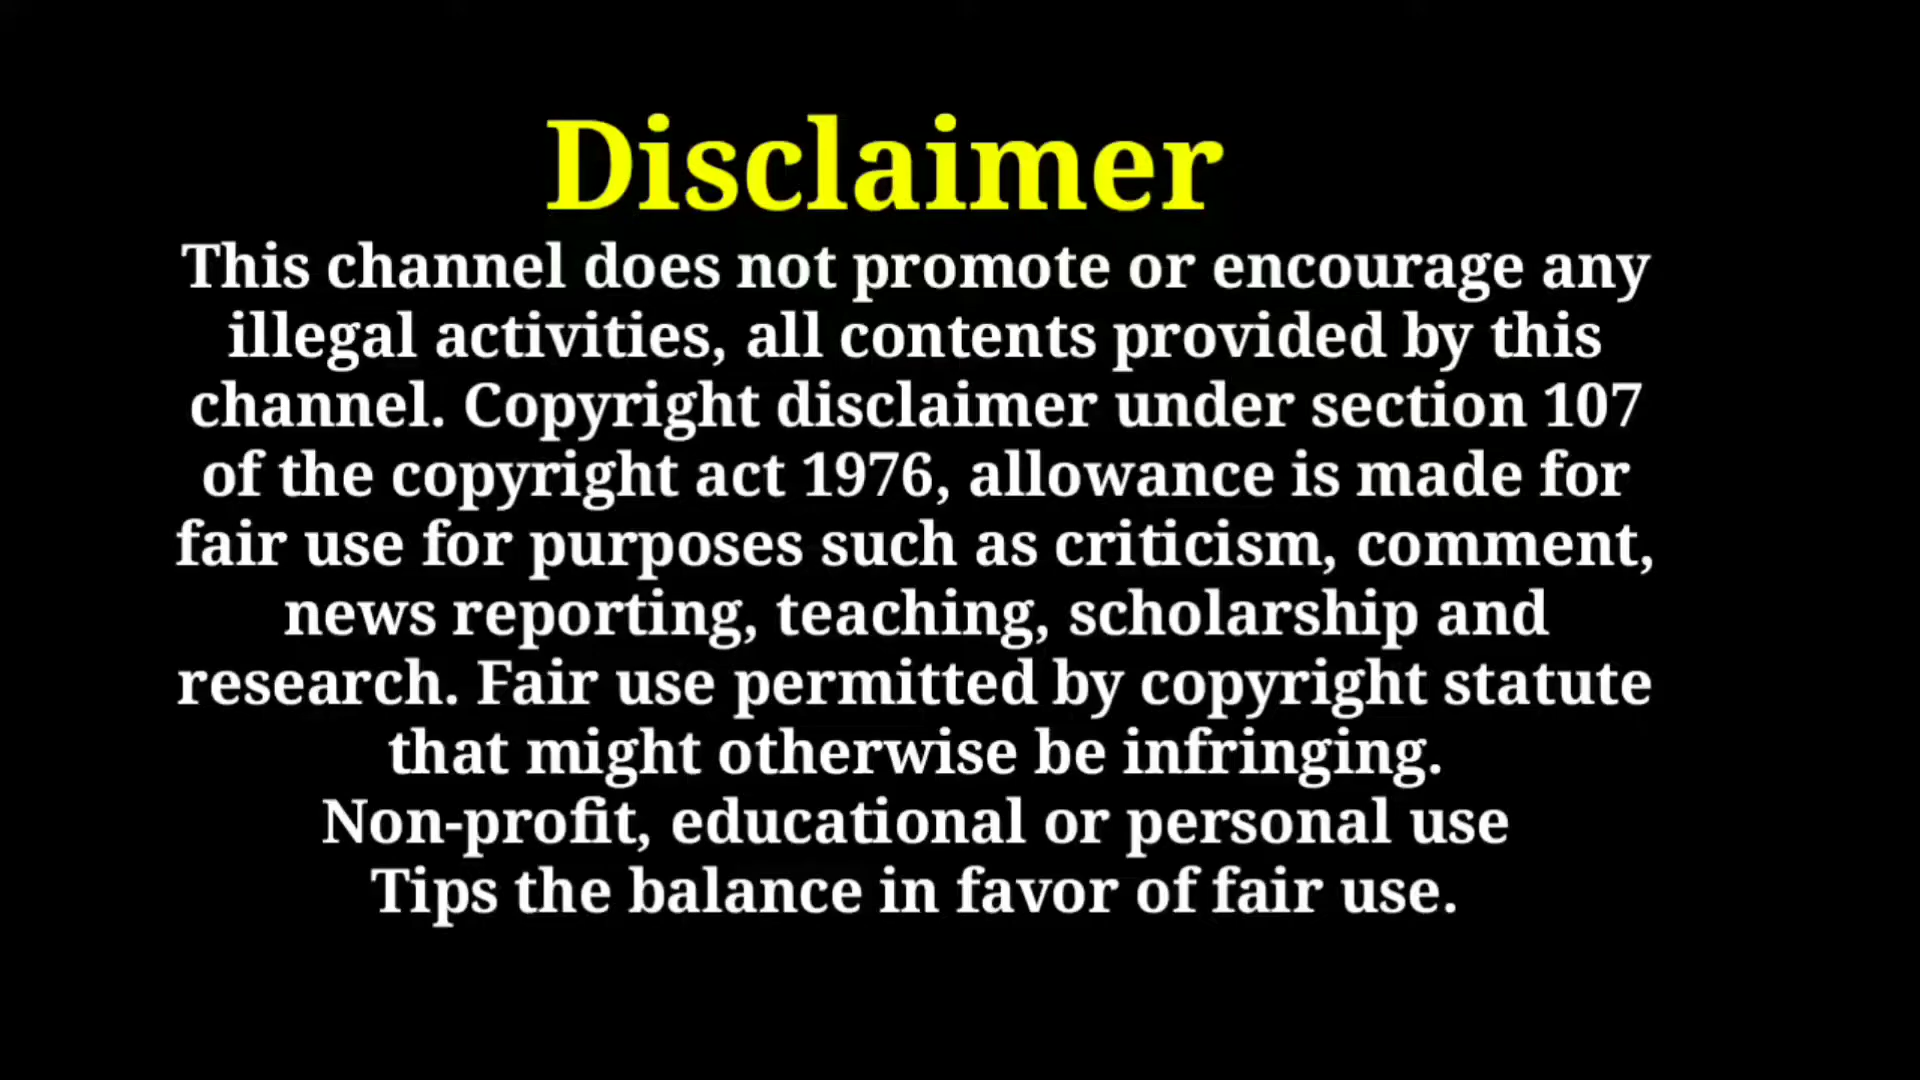 Disclaimer
This channel does not promote or encourage any
illegal activities, all contents provided by this
channel. Copyright disclaimer under section 107
of the copyright act 1976, allowance is made for
fair use for purposes such as criticism, comment,
news reporting, teaching, scholarship and
research. Fair use permitted by copyright statute
that might otherwise be infringing.
Non-profit, educational or personal use
Tips the balance in favor of fair use.